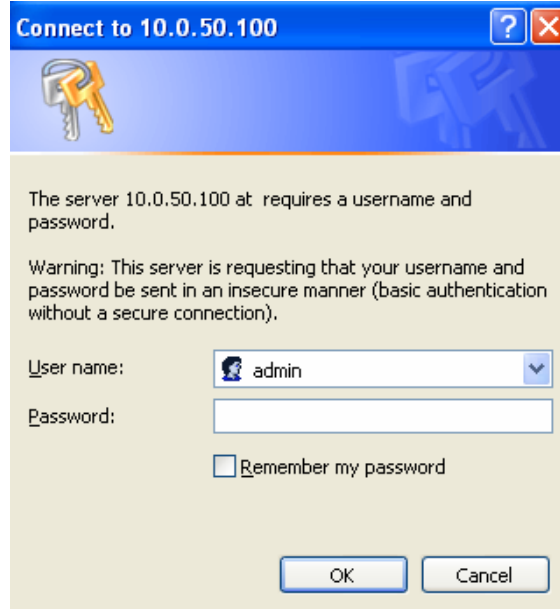 Connect to 10.0.50.100
The server 10.0.50.100 at  requires a username and
password.
Warning: This server is requesting that your username and
password be sent in an insecure manner (basic authentication
without a secure connection).
User name:
admin
Password:
Remember my password
OK
Cancel